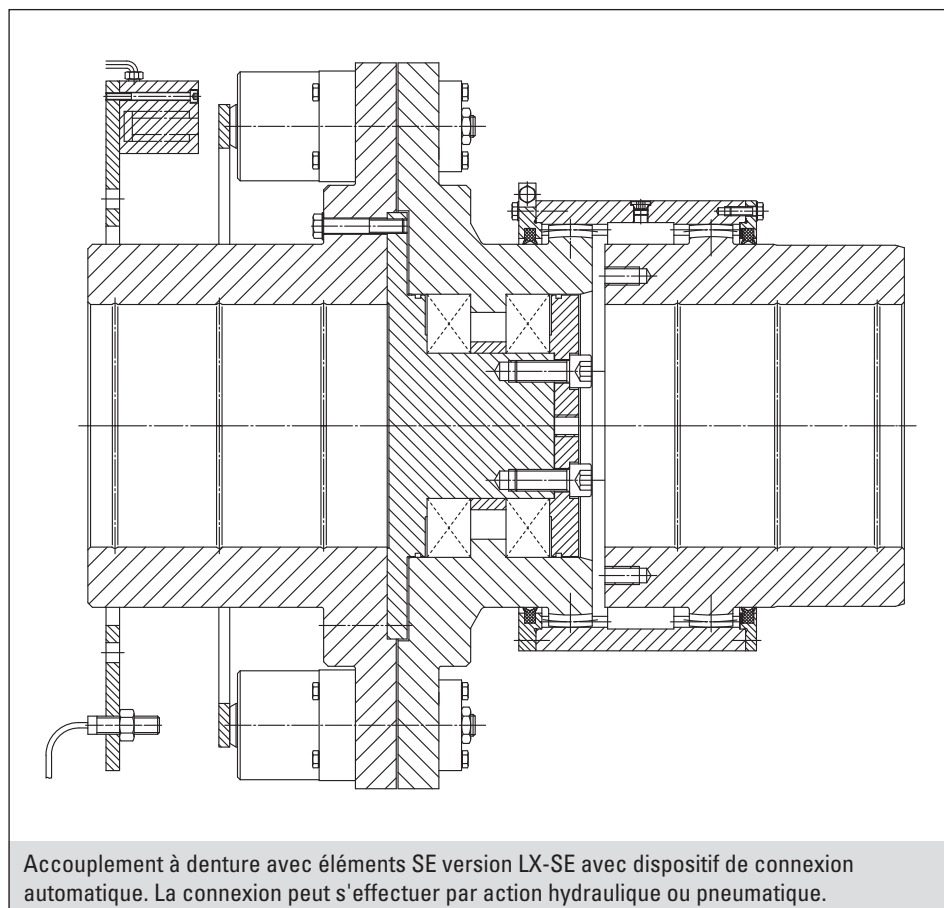 Accouplement à denture avec éléments SE version LX-SE avec dispositif de connexion
automatique. La connexion peut s'effectuer par action hydraulique ou pneumatique.